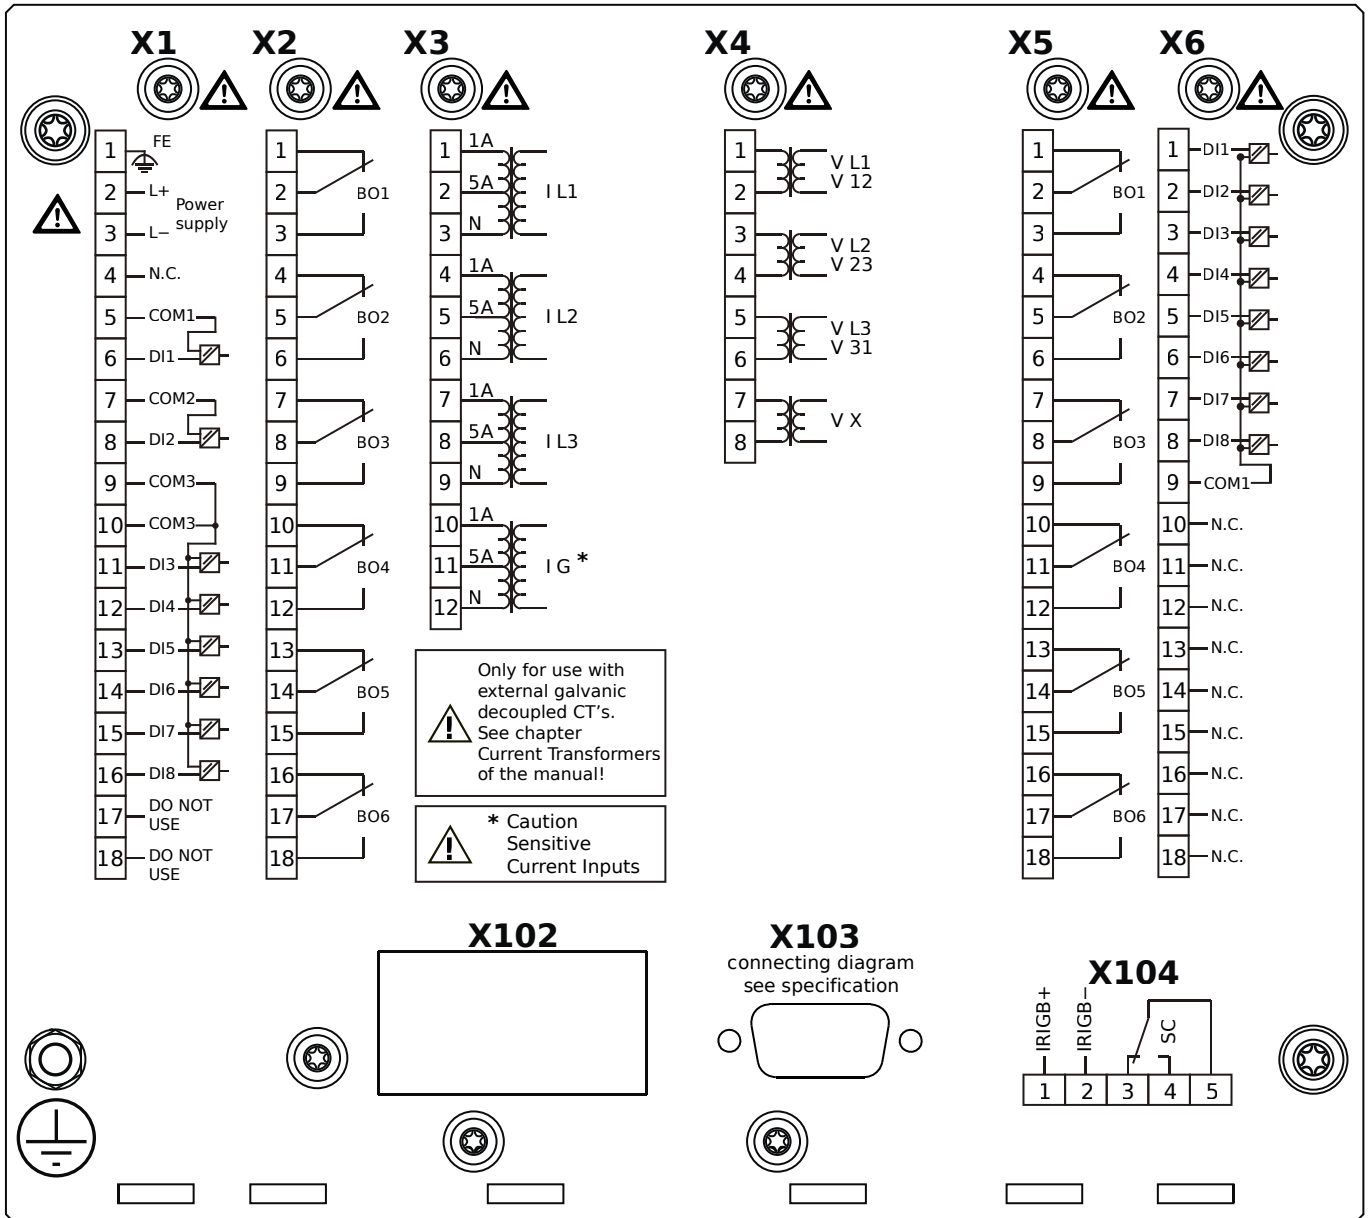 X1
X2
X3
X4
X5
X6
1
FE
2
L+
Power
supply
3
L−
4
N.C.
5
COM1
6
DI1
7
COM2
8
DI2
9
COM3
10
COM3
11
DI3
12
DI4
13
DI5
14
DI6
15
DI7
16
DI8
17
DO NOT
USE
18
DO NOT
USE
1
2
BO1
3
4
5
BO2
6
7
8
BO3
9
10
11
BO4
12
13
14
BO5
15
16
17
BO6
18
1
1A
2
5A
I L1
3
N
4
1A
5
5A
I L2
6
N
7
1A
8
5A
I L3
9
N
10
1A
11
5A
I G *
12
N
Only for use with
external galvanic
decoupled CT's.
See chapter
Current Transformers
of the manual!
* Caution
Sensitive
Current Inputs
1
2
V L1
V 12
3
4
V L2
V 23
5
6
V L3
V 31
7
8
V X
1
2
BO1
3
4
5
BO2
6
7
8
BO3
9
10
11
BO4
12
13
14
BO5
15
16
17
BO6
18
1
DI1
2
DI2
3
DI3
4
DI4
5
DI5
6
DI6
7
DI7
8
DI8
9
COM1
10
N.C.
11
N.C.
12
N.C.
13
N.C.
14
N.C.
15
N.C.
16
N.C.
17
N.C.
18
N.C.
X102
X103
connecting diagram
see specification
X104
IRIGB+
IRIGB−
SC
1 2 3 4 5